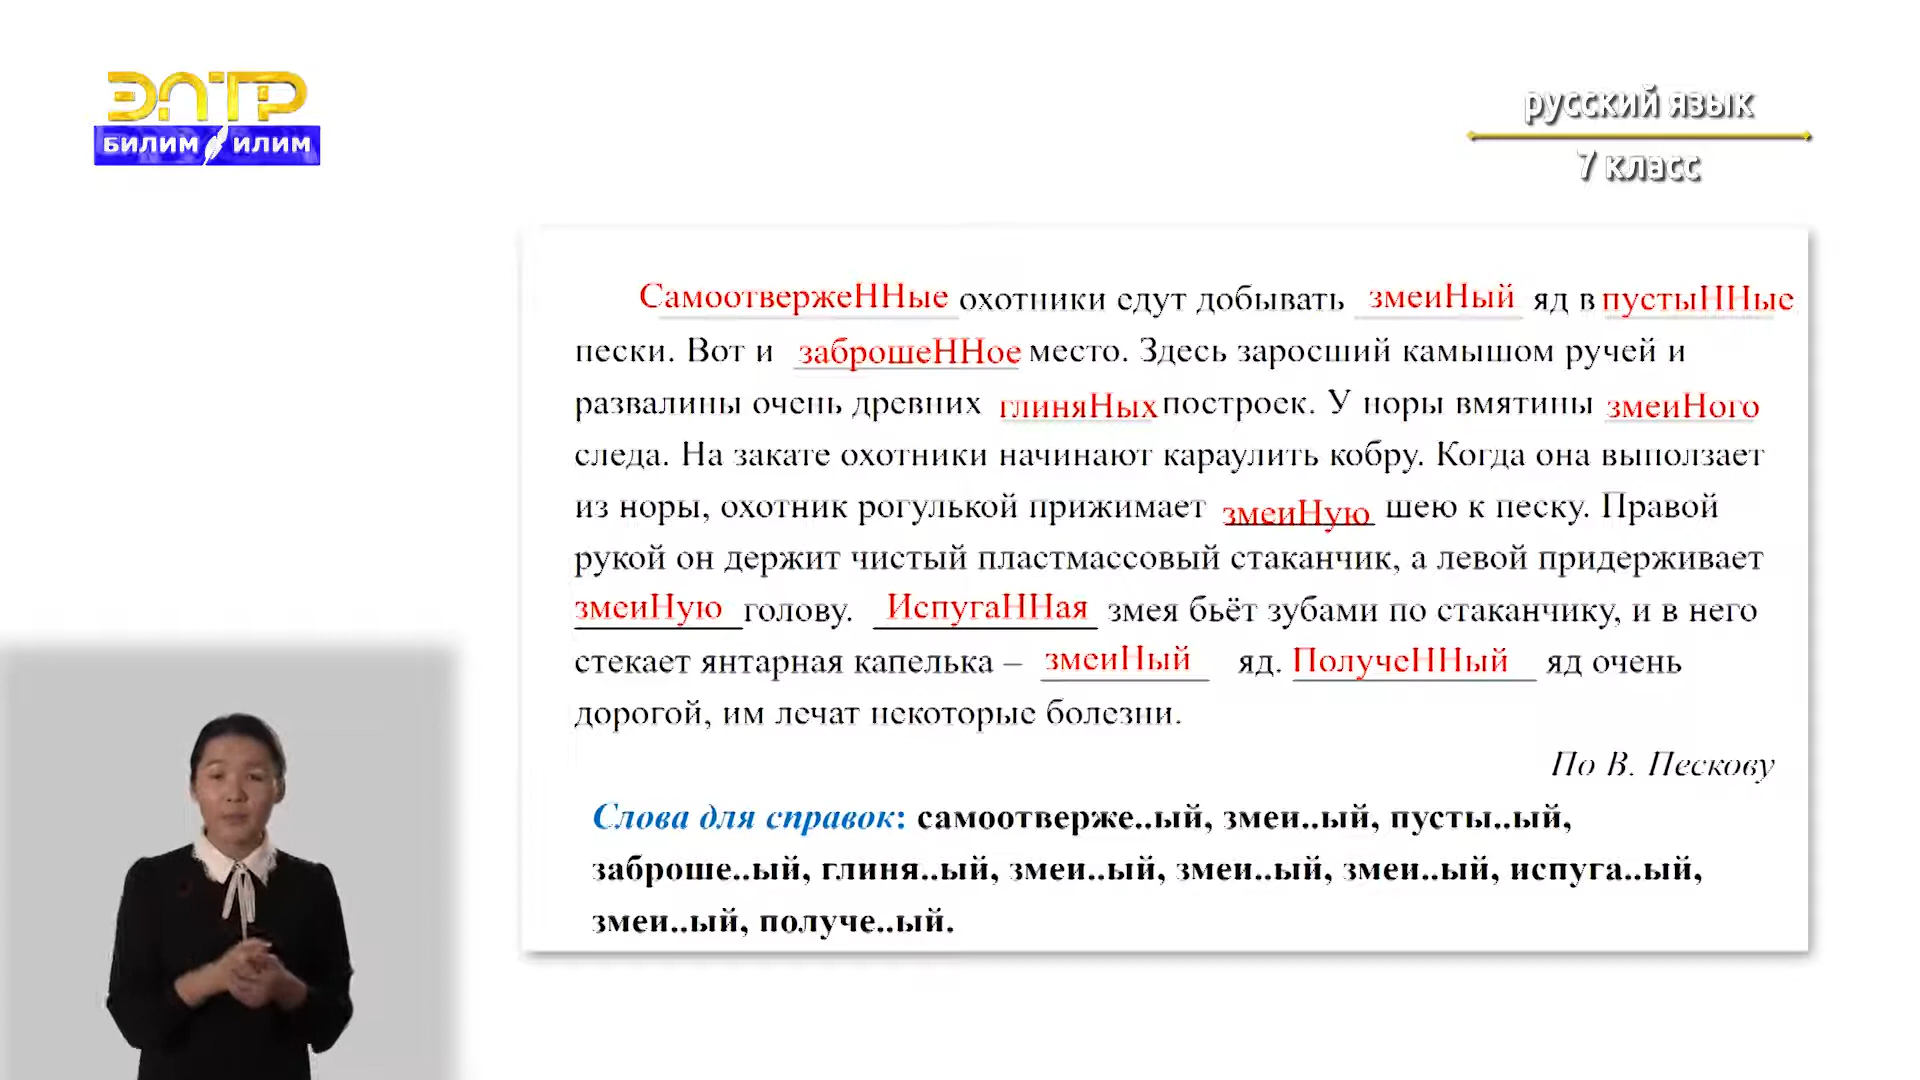 ЭЛТР
БИЛИМ ИЛИМ
русский язык
7 класс
СамоотвержеННые охотники едут добывать змеиНый яд в пустыННые
пески. Вот и заброшеННое место. Здесь заросший камышом ручей и
развалины очень древних глиняНых построек. У норы вмятины змеиНого
следа. На закате охотники начинают караулить кобру. Когда она выползает
из норы, охотник рогулькой прижимает змеиНую шею к песку. Правой
рукой он держит чистый пластмассовый стаканчик, а левой придерживает
змеиНую голову. ИспугаННая змея бьёт зубами по стаканчику, и в него
стекает янтарная капелька – змеиНый яд. ПолучеННый яд очень
дорогой, им лечат некоторые болезни.
По В. Пескову
Слова для справок: самоотверже..ый, змеи..ый, пусты..ый,
заброше..ый, глиня..ый, змеи..ый, змеи..ый, змеи..ый, испуга..ый,
змеи..ый, получе..ый.